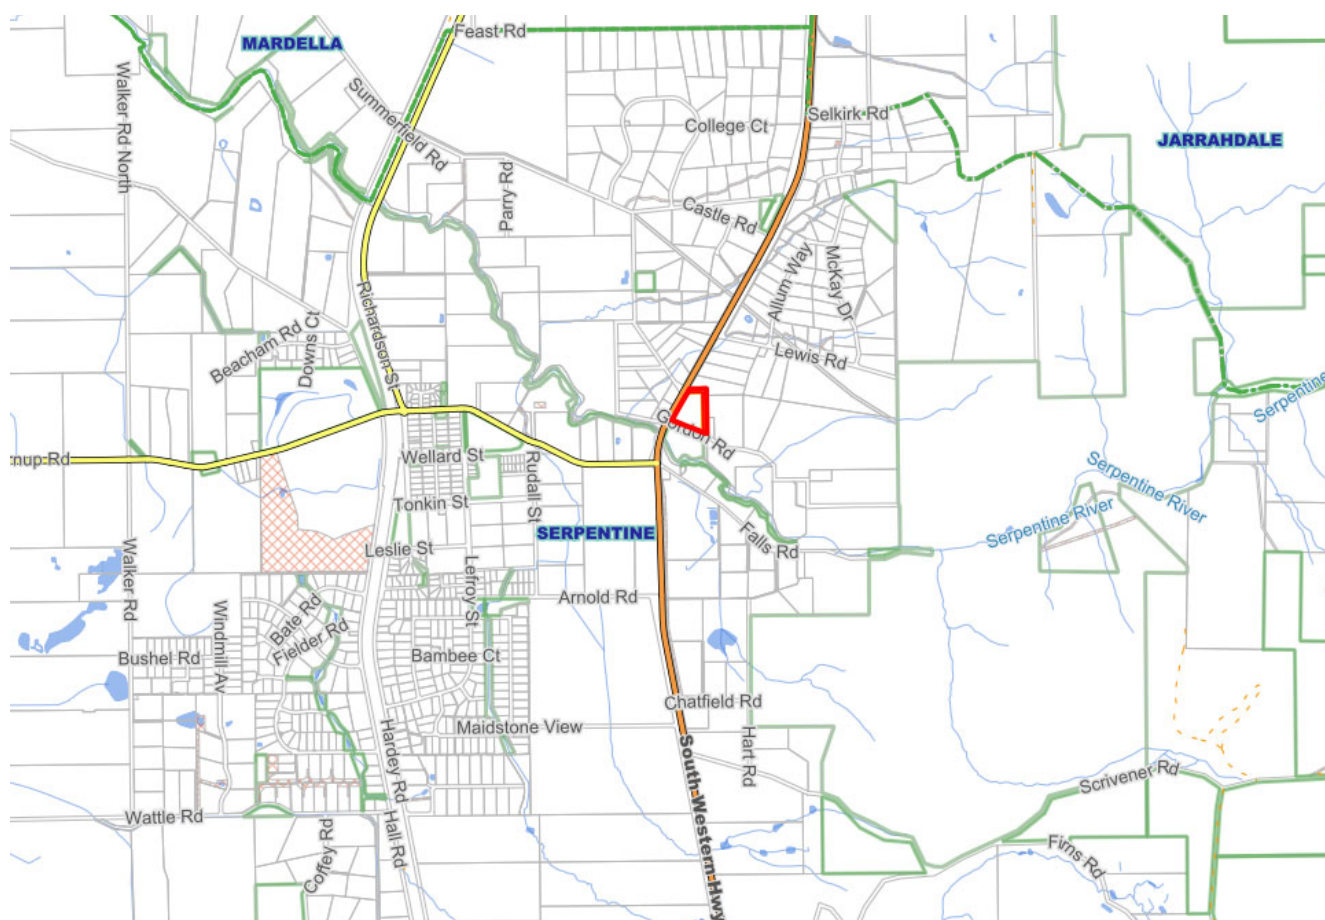 Feast Rd
MARDELLA
Walker Rd North
Summerfield Rd
College Ct
Selkirk Rd
JARRAHDALE
Parry Rd
Castle Rd
Allum Way
McKay Dr
Richardson St
Beacham Rd
Downs Ct
Lewis Rd
Serpentine
Gordon Rd
nup Rd
Wellard St
Rudall St
Serpentine River
Tonkin St
Serpentine River
SERPENTINE
Falls Rd
Leslie St
Walker Rd
Lefroy St
Arnold Rd
Bate Rd
Windmill Av
Fielder Rd
Bushel Rd
Bambee Ct
Chatfield Rd
Maidstone View
Hart Rd
Hardey Rd
South Western Hwy
Scrivener Rd
Wattle Rd
Hall Rd
Coffey Rd
Firns Rd